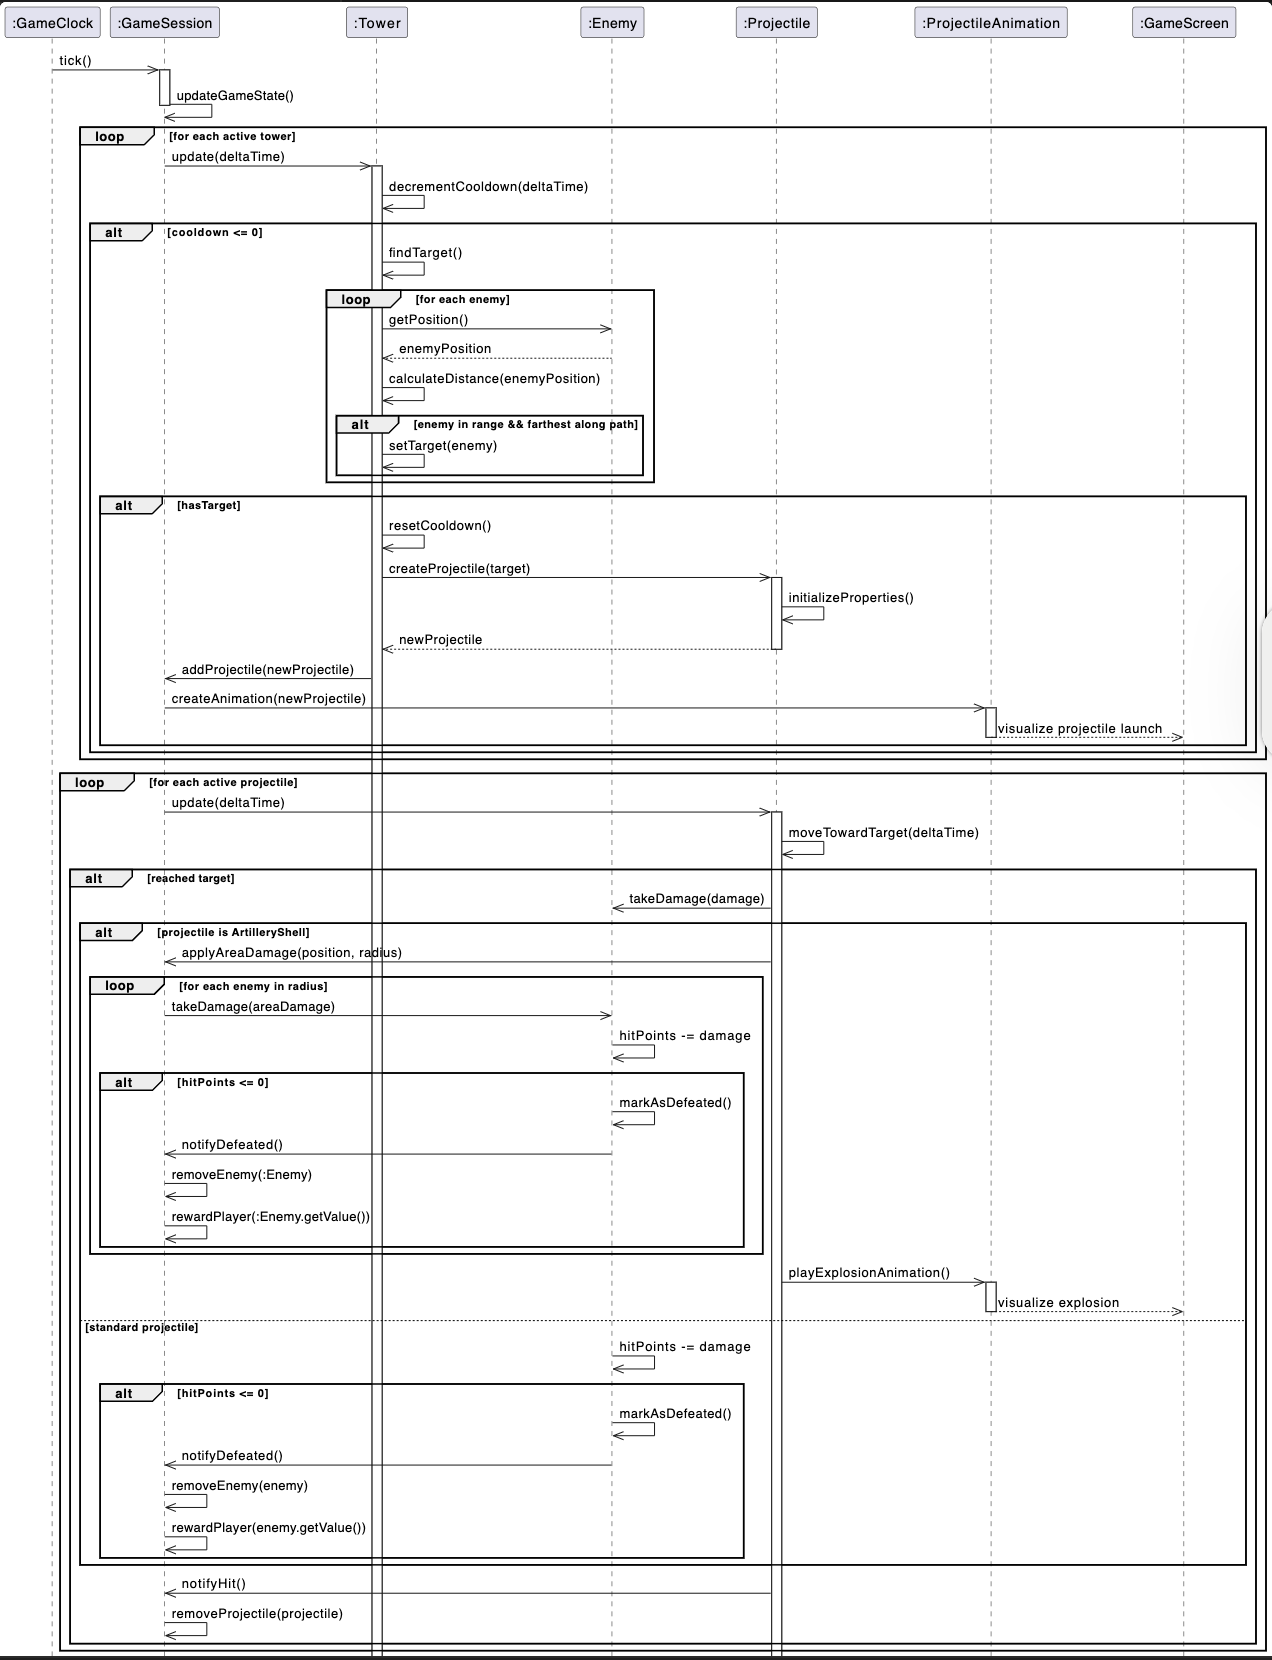 :GameClock :GameSession :Tower :Enemy :Projectile :ProjectileAnimation :GameScreen
tick()
updateGameState()
loop [for each active tower]
update(deltaTime)
decrementCooldown(deltaTime)
alt [cooldown <= 0]
findTarget()
loop [for each enemy]
getPosition()
enemyPosition
calculateDistance(enemyPosition)
alt [enemy in range && farthest along path]
setTarget(enemy)
alt [hasTarget]
resetCooldown()
createProjectile(target)
initializeProperties()
newProjectile
addProjectile(newProjectile)
createAnimation(newProjectile)
visualize projectile launch
loop [for each active projectile]
update(deltaTime)
moveTowardTarget(deltaTime)
alt [reached target]
takeDamage(damage)
alt [projectile is ArtilleryShell]
applyAreaDamage(position, radius)
loop [for each enemy in radius]
takeDamage(areaDamage)
hitPoints -= damage
alt [hitPoints <= 0]
markAsDefeated()
notifyDefeated()
removeEnemy(:Enemy)
rewardPlayer(:Enemy.getValue())
playExplosionAnimation()
visualize explosion
[standard projectile]
hitPoints -= damage
alt [hitPoints <= 0]
markAsDefeated()
notifyDefeated()
removeEnemy(enemy)
rewardPlayer(enemy.getValue())
notifyHit()
removeProjectile(projectile)